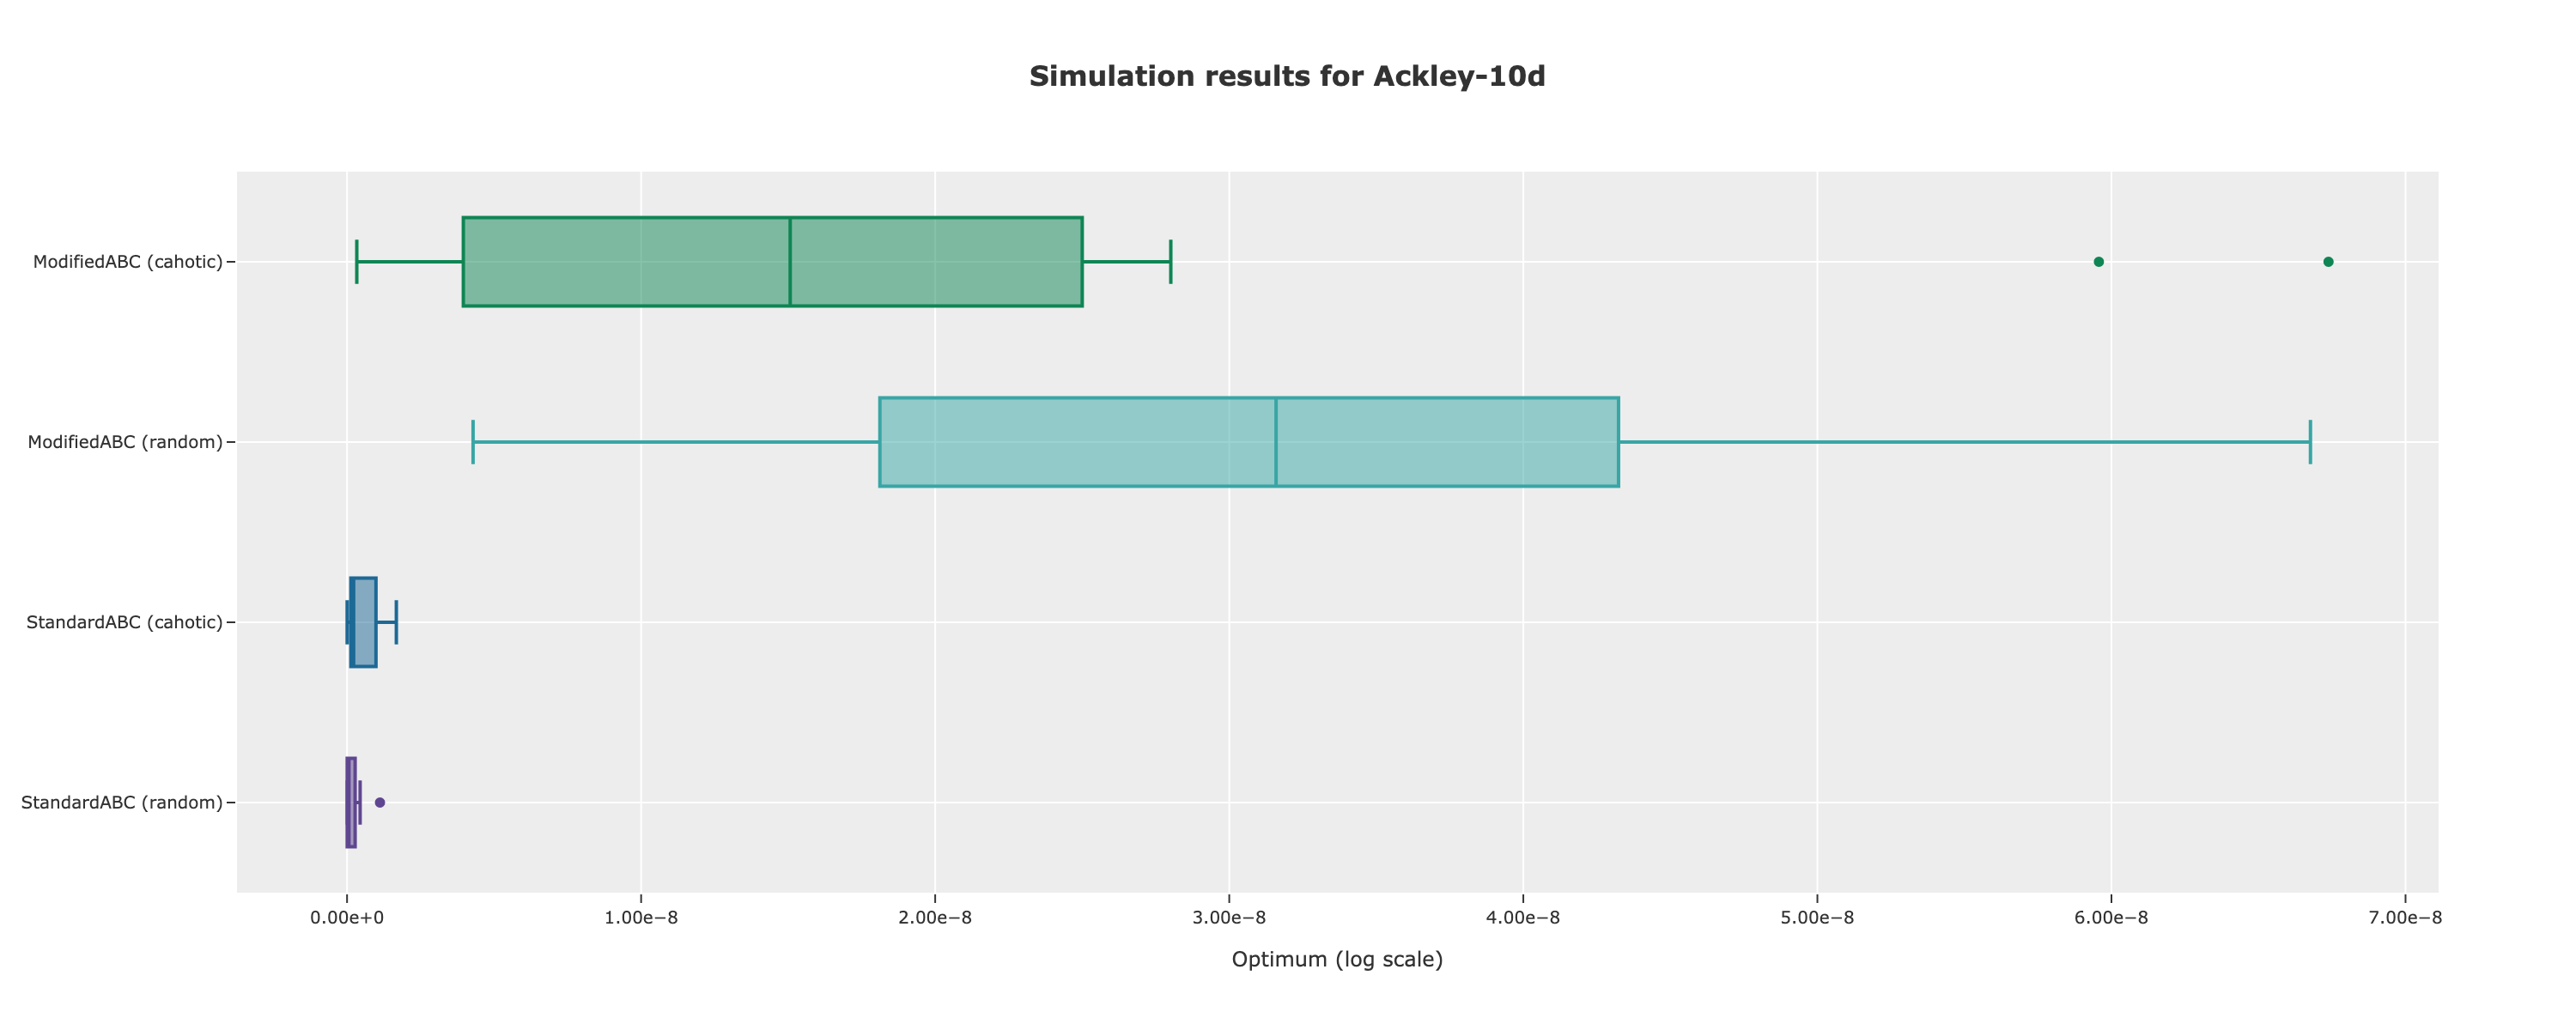 Simulation results for Ackley-10d
ModifiedABC (cahotic)
ModifiedABC (random)
StandardABC (cahotic)
StandardABC (random)
0.00e+0 1.00e−8 2.00e−8 3.00e−8 4.00e−8 5.00e−8 6.00e−8 7.00e−8
Optimum (log scale)